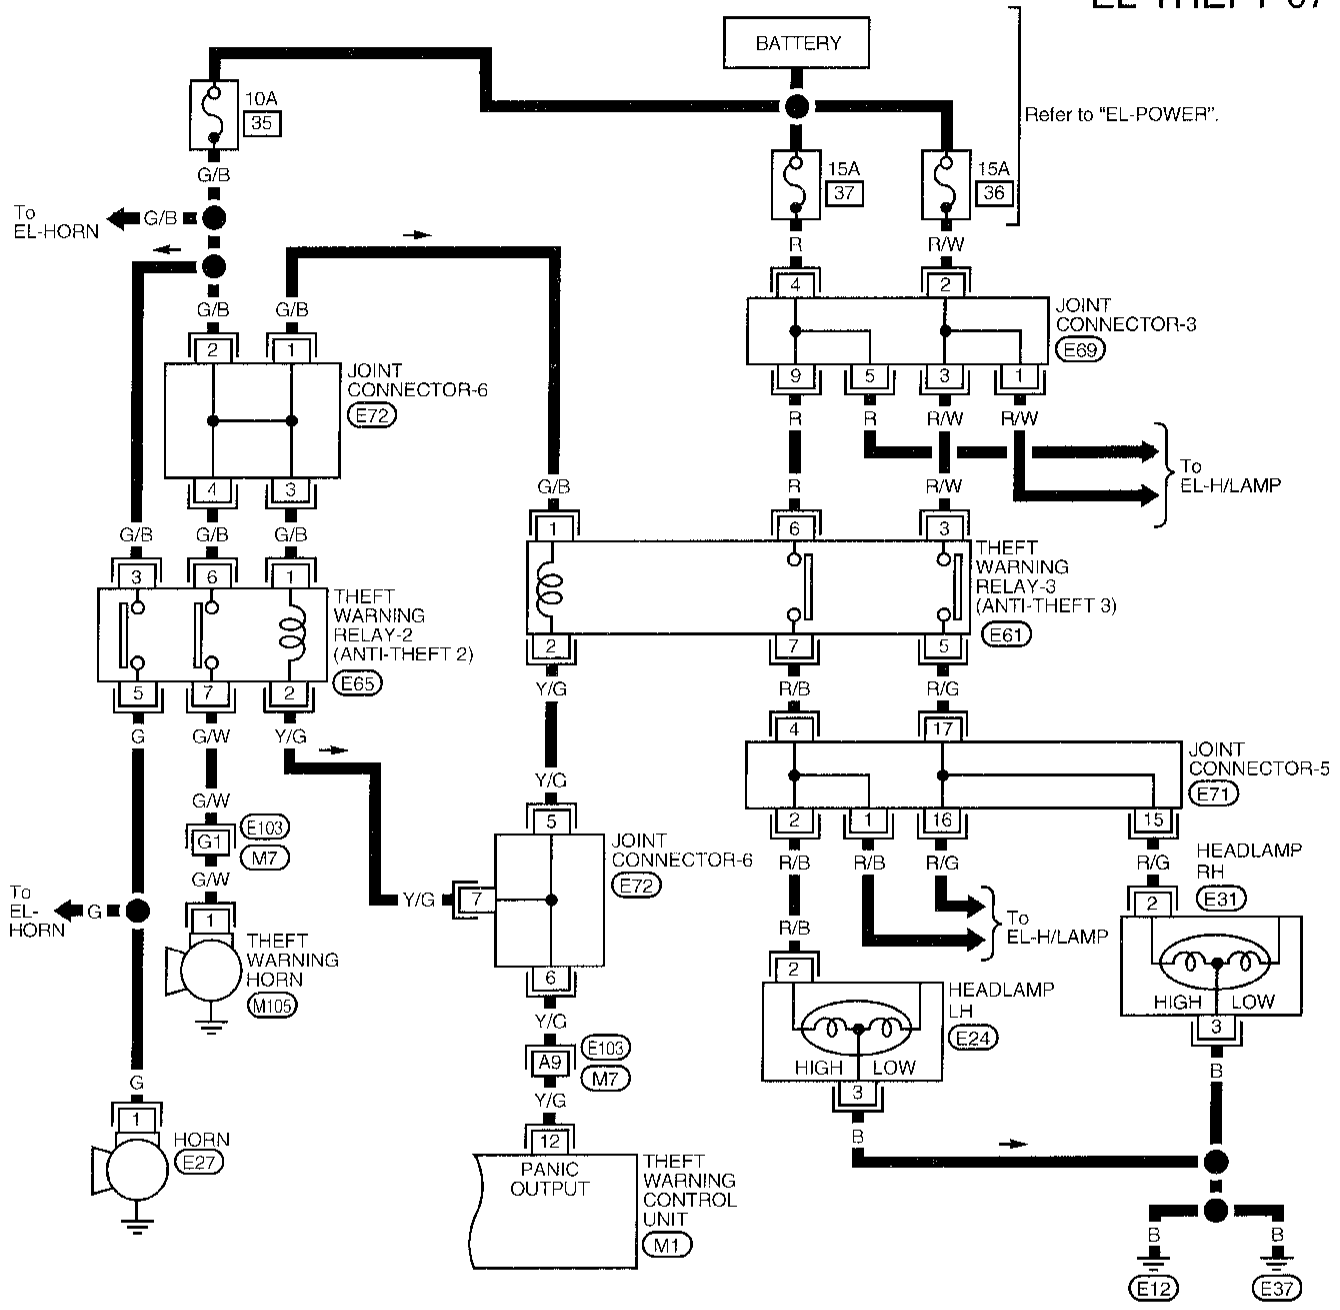 BATTERY
10A
35
Refer to "EL-POWER".
15A
37
15A
36
G/B
To
EL-HORN
G/B
R
R/W
4
2
JOINT
CONNECTOR-3
E69
G/B
G/B
2
1
JOINT
CONNECTOR-6
E72
9
5
3
1
R
R
R/W
R/W
To
EL-H/LAMP
4
3
G/B
R
R/W
1
6
3
G/B
G/B
G/B
3
6
1
THEFT
WARNING
RELAY-2
(ANTI-THEFT 2)
E65
THEFT
WARNING
RELAY-3
(ANTI-THEFT 3)
E61
2
7
5
5
7
2
Y/G
R/B
R/G
G
G/W
Y/G
4
17
JOINT
CONNECTOR-5
E71
Y/G
G/W
2
1
16
15
5
G1
E103
M7
JOINT
CONNECTOR-6
E72
R/B
R/B
R/G
R/G
HEADLAMP
RH
E31
G/W
To
EL-
HORN
G
1
Y/G
7
R/B
2
To
EL-H/LAMP
THEFT
WARNING
HORN
M105
6
2
HEADLAMP
LH
E24
HIGH
LOW
3
Y/G
A9
E103
M7
HIGH
LOW
3
B
G
Y/G
1
HORN
E27
12
PANIC
OUTPUT
THEFT
WARNING
CONTROL
UNIT
M1
B
B
B
E12
E37